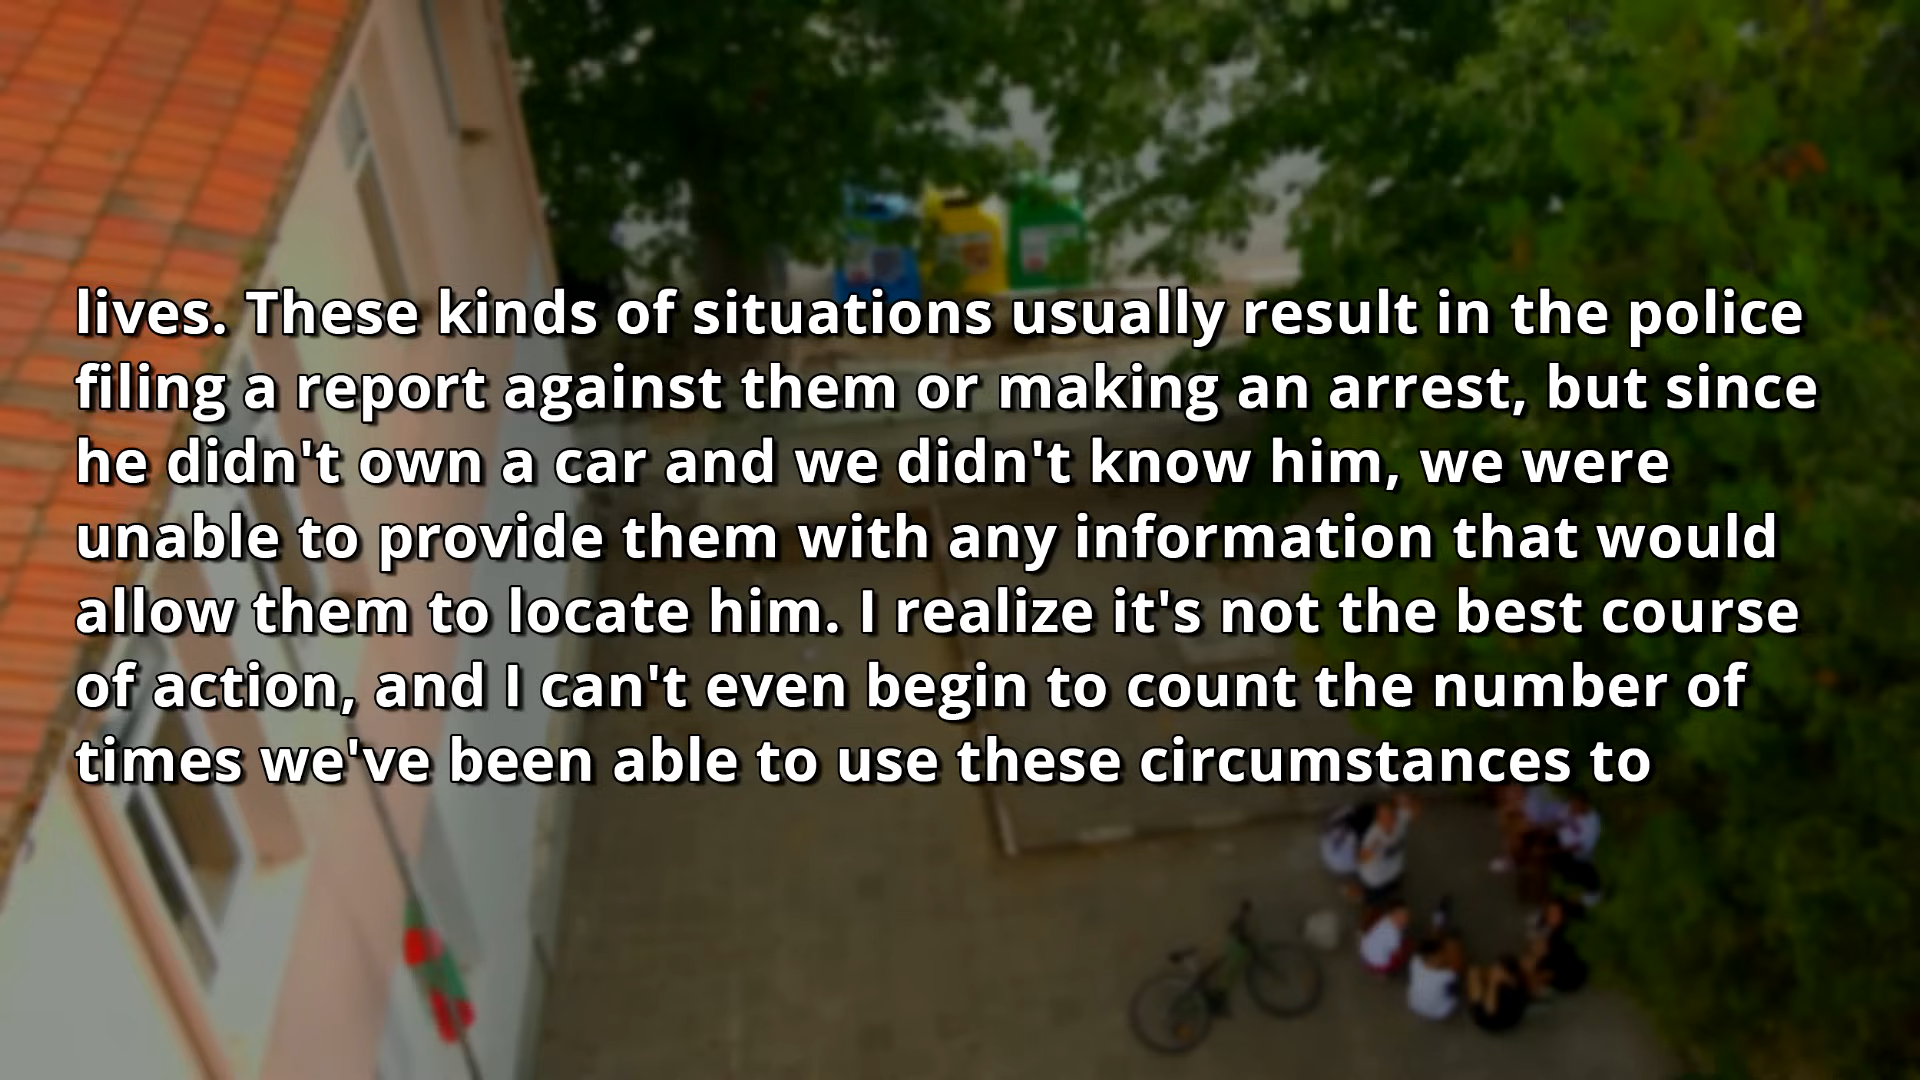 lives. These kinds of situations usually result in the police
filing a report against them or making an arrest, but since
he didn't own a car and we didn't know him, we were
unable to provide them with any information that would
allow them to locate him. I realize it's not the best course
of action, and I can't even begin to count the number of
times we've been able to use these circumstances to